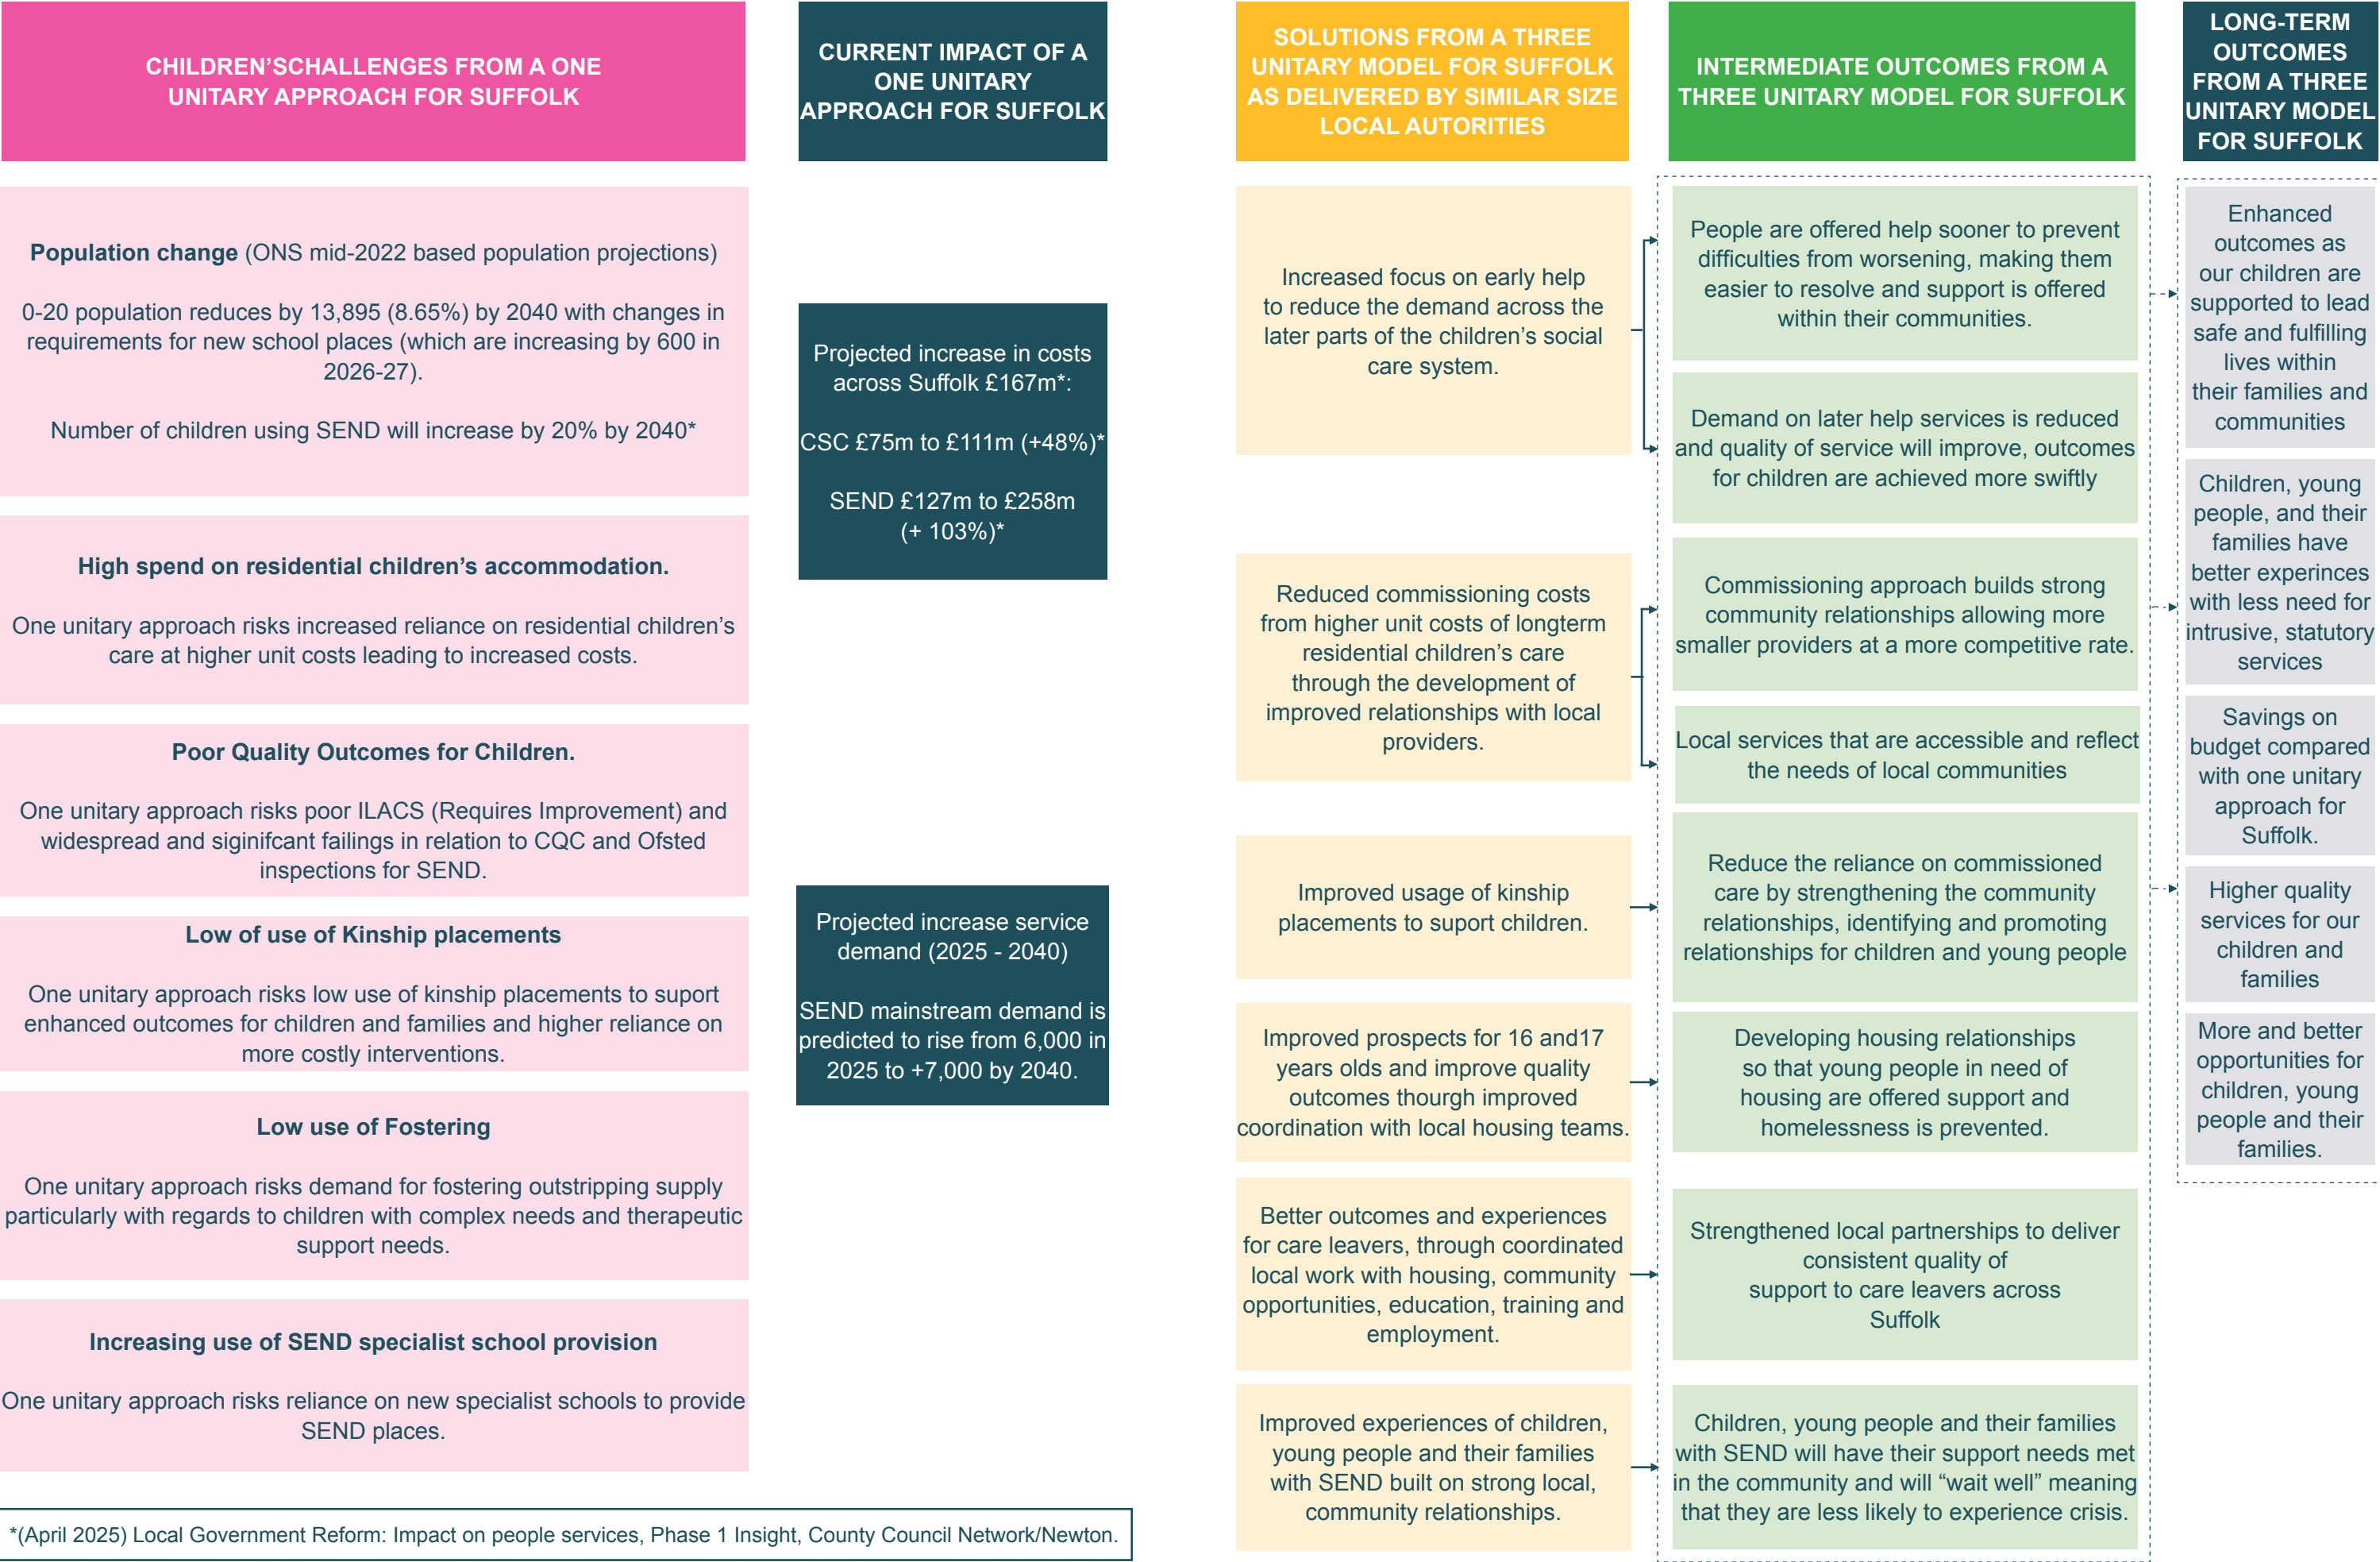 CHILDREN’SCHALLENGES FROM A ONE
UNITARY APPROACH FOR SUFFOLK
Population change (ONS mid-2022 based population projections)
0-20 population reduces by 13,895 (8.65%) by 2040 with changes in
requirements for new school places (which are increasing by 600 in
2026-27).
Number of children using SEND will increase by 20% by 2040*
High spend on residential children’s accommodation.
One unitary approach risks increased reliance on residential children’s
care at higher unit costs leading to increased costs.
Poor Quality Outcomes for Children.
One unitary approach risks poor ILACS (Requires Improvement) and
widespread and siginifcant failings in relation to CQC and Ofsted
inspections for SEND.
Low of use of Kinship placements
One unitary approach risks low use of kinship placements to suport
enhanced outcomes for children and families and higher reliance on
more costly interventions.
Low use of Fostering
One unitary approach risks demand for fostering outstripping supply
particularly with regards to children with complex needs and therapeutic
support needs.
Increasing use of SEND specialist school provision
One unitary approach risks reliance on new specialist schools to provide
SEND places.
*(April 2025) Local Government Reform: Impact on people services, Phase 1 Insight, County Council Network/Newton.
CURRENT IMPACT OF A
ONE UNITARY
APPROACH FOR SUFFOLK
Projected increase in costs
across Suffolk £167m*:
CSC £75m to £111m (+48%)*
SEND £127m to £258m
(+ 103%)*
Projected increase service
demand (2025 - 2040)
SEND mainstream demand is
predicted to rise from 6,000 in
2025 to +7,000 by 2040.
SOLUTIONS FROM A THREE
UNITARY MODEL FOR SUFFOLK
AS DELIVERED BY SIMILAR SIZE
LOCAL AUTORITIES
Increased focus on early help
to reduce the demand across the
later parts of the children’s social
care system.
Reduced commissioning costs
from higher unit costs of longterm
residential children’s care
through the development of
improved relationships with local
providers.
Improved usage of kinship
placements to suport children.
Improved prospects for 16 and17
years olds and improve quality
outcomes thourgh improved
coordination with local housing teams.
Better outcomes and experiences
for care leavers, through coordinated
local work with housing, community
opportunities, education, training and
employment.
Improved experiences of children,
young people and their families
with SEND built on strong local,
community relationships.
INTERMEDIATE OUTCOMES FROM A
THREE UNITARY MODEL FOR SUFFOLK
People are offered help sooner to prevent
difficulties from worsening, making them
easier to resolve and support is offered
within their communities.
Demand on later help services is reduced
and quality of service will improve, outcomes
for children are achieved more swiftly
Commissioning approach builds strong
community relationships allowing more
smaller providers at a more competitive rate.
Local services that are accessible and reflect
the needs of local communities
Reduce the reliance on commissioned
care by strengthening the community
relationships, identifying and promoting
relationships for children and young people
Developing housing relationships
so that young people in need of
housing are offered support and
homelessness is prevented.
Strengthened local partnerships to deliver
consistent quality of
support to care leavers across
Suffolk
Children, young people and their families
with SEND will have their support needs met
in the community and will “wait well” meaning
that they are less likely to experience crisis.
LONG-TERM
OUTCOMES
FROM A THREE
UNITARY MODEL
FOR SUFFOLK
Enhanced
outcomes as
our children are
supported to lead
safe and fulfilling
lives within
their families and
communities
Children, young
people, and their
families have
better experinces
with less need for
intrusive, statutory
services
Savings on
budget compared
with one unitary
approach for
Suffolk.
Higher quality
services for our
children and
families
More and better
opportunities for
children, young
people and their
families.